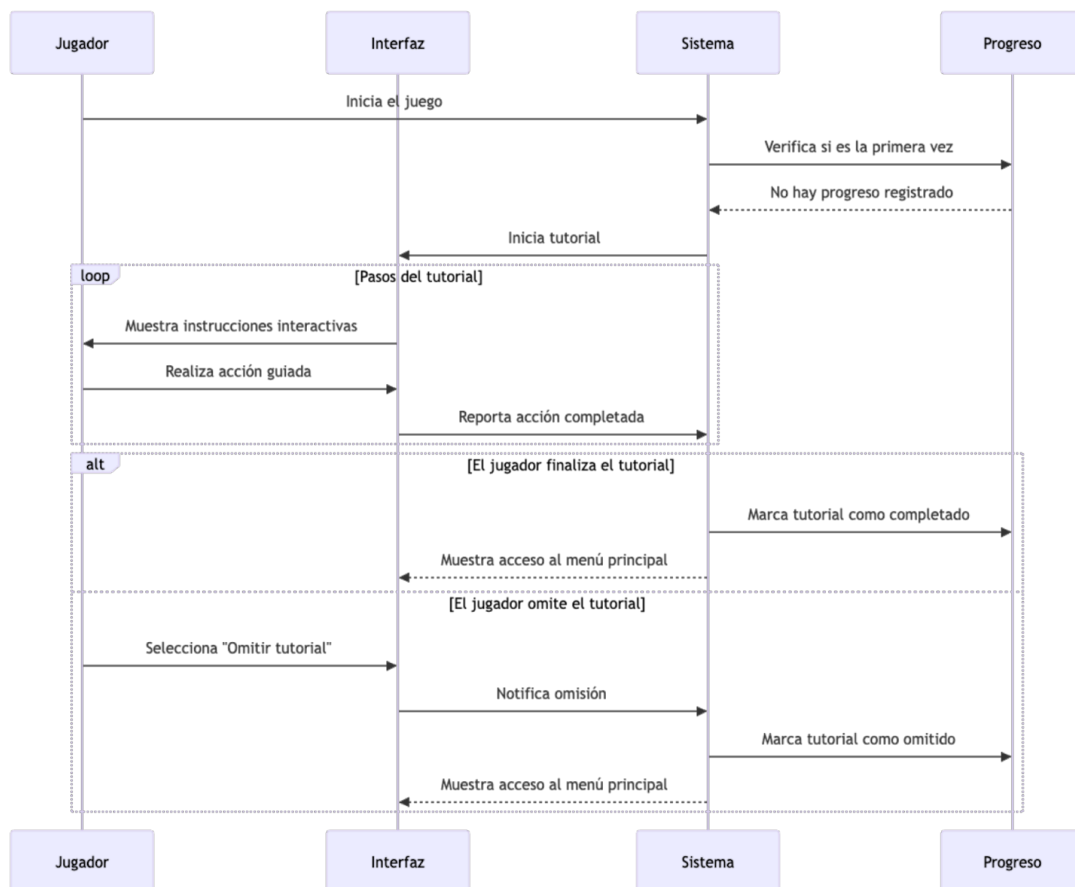 Jugador
Interfaz
Sistema
Progreso
Inicia el juego
Verifica si es la primera vez
No hay progreso registrado
Inicia tutorial
loop
[Pasos del tutorial]
Muestra instrucciones interactivas
Realiza acción guiada
Reporta acción completada
alt
[El jugador finaliza el tutorial]
Marca tutorial como completado
Muestra acceso al menú principal
[El jugador omite el tutorial]
Selecciona "Omitir tutorial"
Notifica omisión
Marca tutorial como omitido
Muestra acceso al menú principal
Jugador
Interfaz
Sistema
Progreso